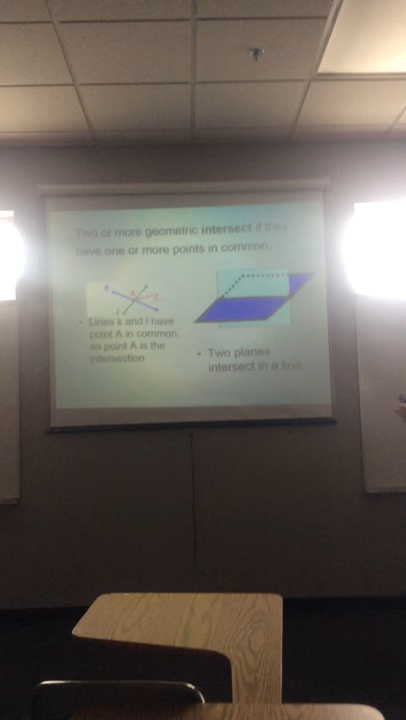 Two or more geometric intersect if they
have one or more points in common.
k
A
l
• Lines k and l have
point A in common,
so point A is the
intersection
• Two planes
intersect in a line